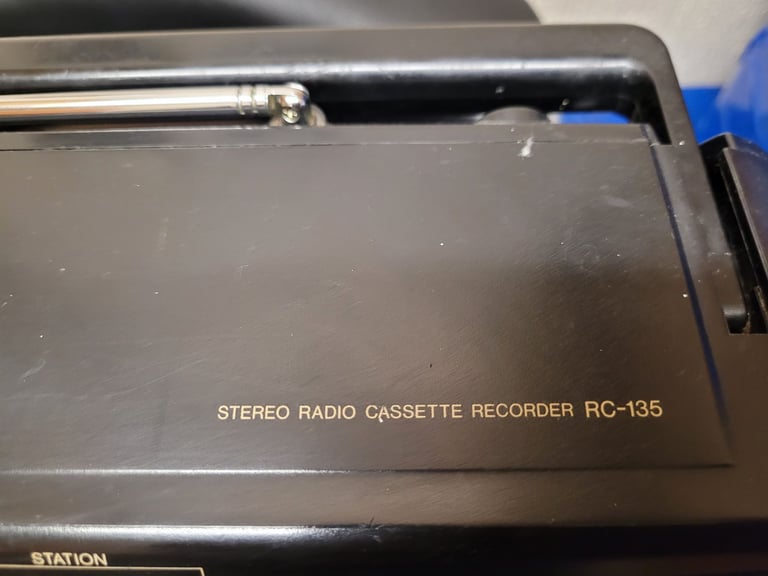 STEREO RADIO CASSETTE RECORDER RC-135
STATION